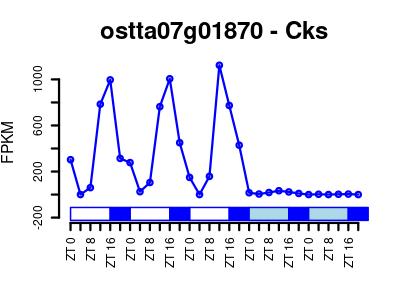 ostta07g01870 - Cks
FPKM
1000
600
200
-200
ZT 0
ZT 8
ZT 16
ZT 0
ZT 8
ZT 16
ZT 0
ZT 8
ZT 16
ZT 0
ZT 8
ZT 16
ZT 0
ZT 8
ZT 16